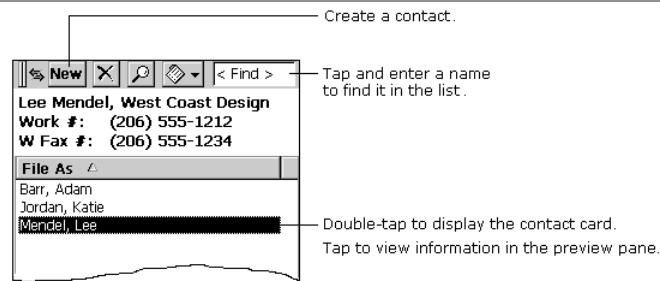 Create a contact.
New
< Find >
Tap and enter a name
to find it in the list.
Lee Mendel, West Coast Design
Work #: (206) 555-1212
W Fax #: (206) 555-1234
File As
Barr, Adam
Jordan, Katie
Mendel, Lee
Double-tap to display the contact card.
Tap to view information in the preview pane.